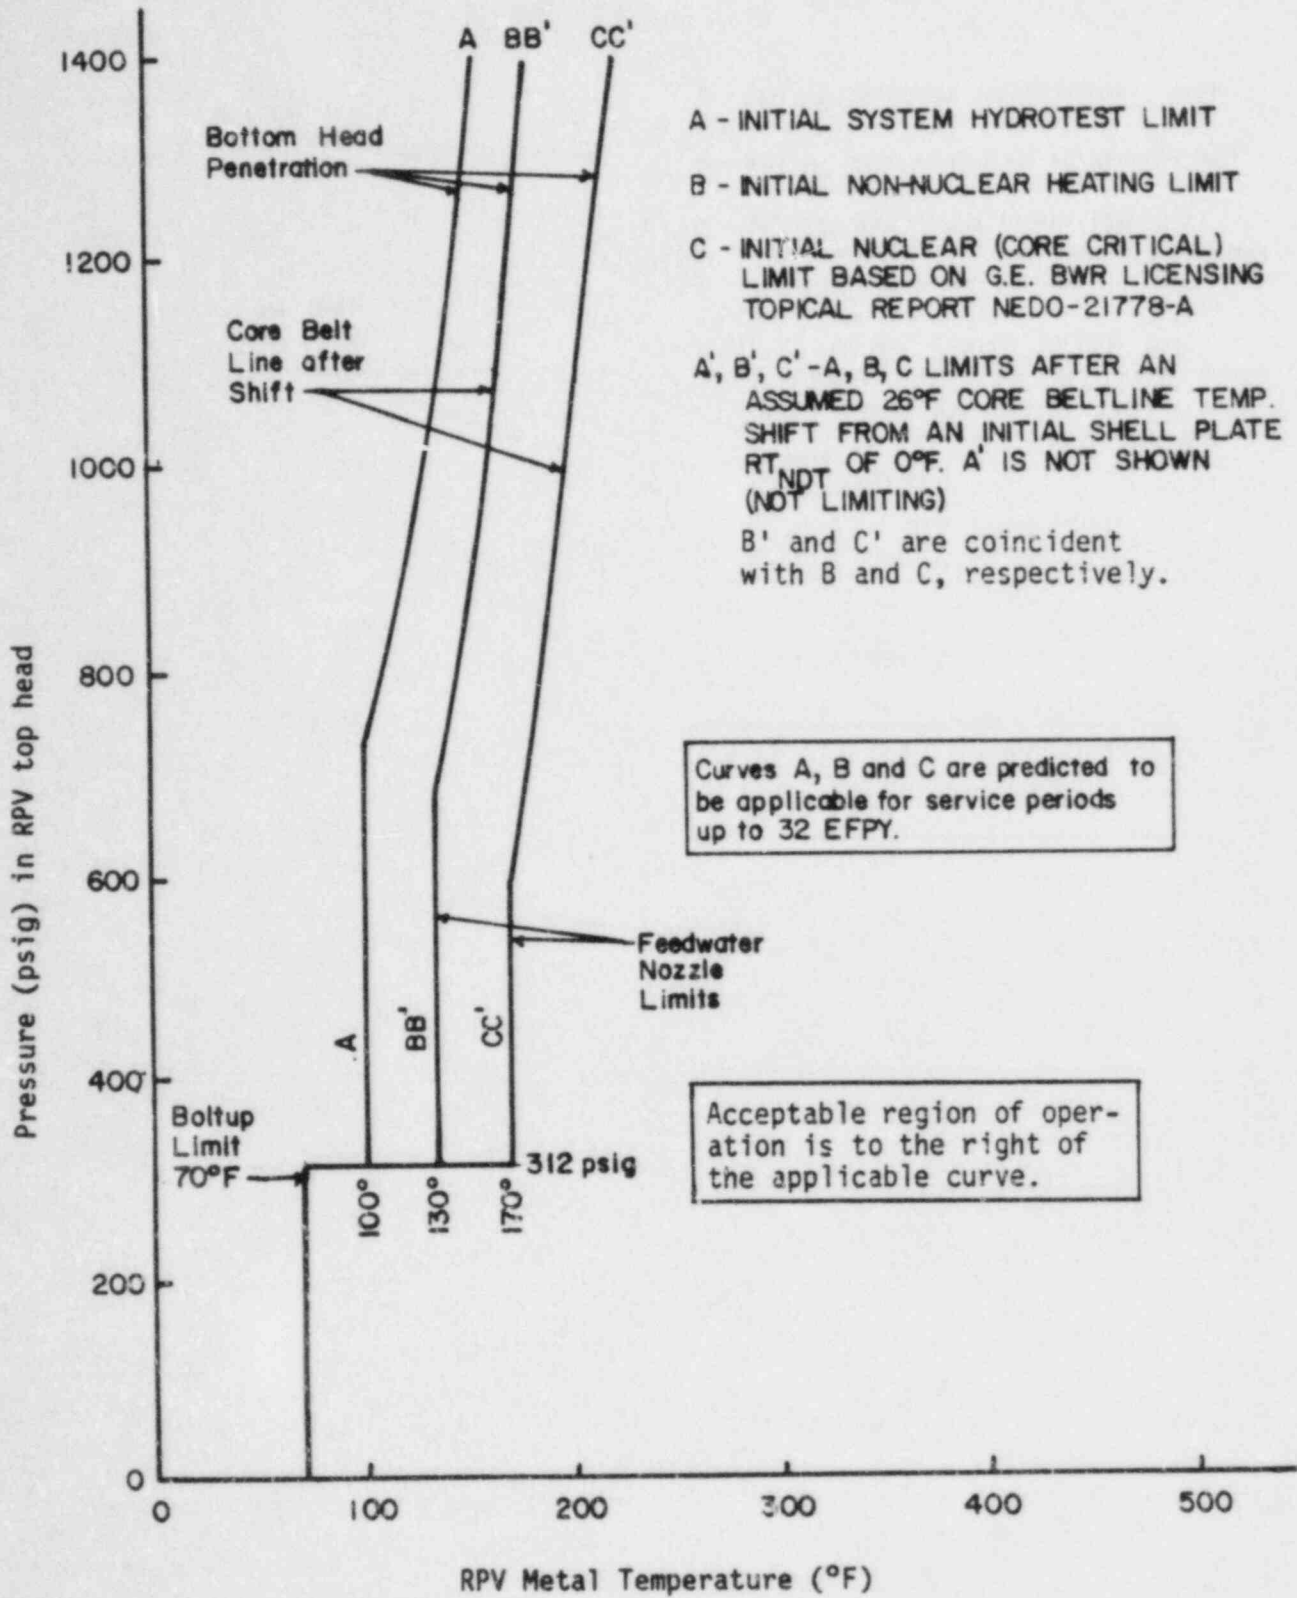 A BB' CC'
1400
Bottom Head
Penetration
A - INITIAL SYSTEM HYDROTEST LIMIT
B - INITIAL NON-NUCLEAR HEATING LIMIT
C - INITIAL NUCLEAR (CORE CRITICAL)
LIMIT BASED ON G.E. BWR LICENSING
TOPICAL REPORT NEDO-21778-A
1200
Core Belt
Line after
Shift
A', B', C' -A, B, C LIMITS AFTER AN
ASSUMED 26°F CORE BELTLINE TEMP.
SHIFT FROM AN INITIAL SHELL PLATE
RT NDT OF 0°F. A' IS NOT SHOWN
(NOT LIMITING)
B' and C' are coincident
with B and C, respectively.
1000
800
Curves A, B and C are predicted to
be applicable for service periods
up to 32 EFPY.
600
Feedwater
Nozzle
Limits
A BB' CC'
400
Boltup
Limit
70°F
312 psig
100° 130° 170°
Acceptable region of oper-
ation is to the right of
the applicable curve.
200
0
0 100 200 300 400 500
Pressure (psig) in RPV top head
RPV Metal Temperature (°F)